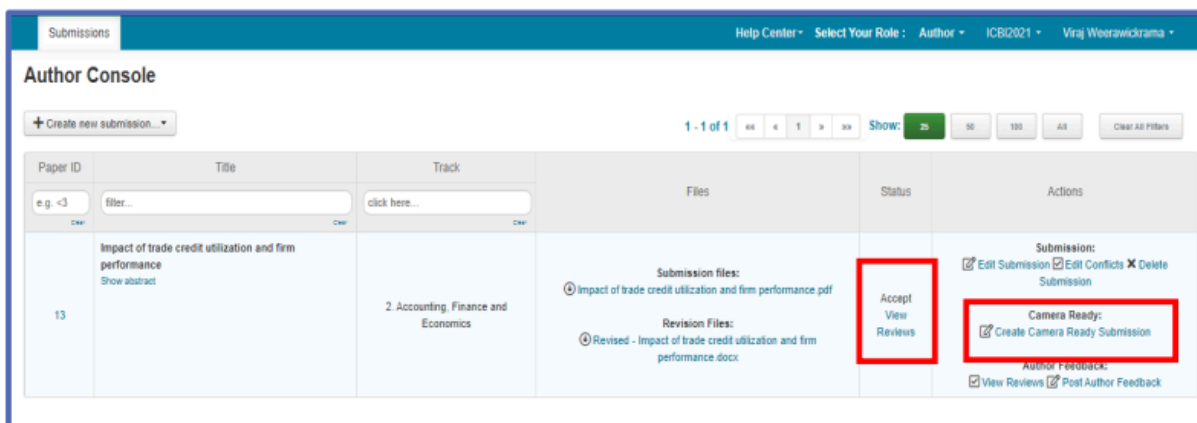 Submissions
Help Center Select Your Role : Author ICBI2021 Viraj Weerawickrama
Author Console
+ Create new submission...
1 - 1 of 1 «« « 1 » »» Show: 25 50 100 All Clear All Filters
Paper ID Title Track Files Status Actions
e.g. <3 filter... click here...
Clear Clear Clear
13
Impact of trade credit utilization and firm
performance
Show abstract
2. Accounting, Finance and
Economics
Submission files:
Impact of trade credit utilization and firm performance.pdf
Revision Files:
Revised - Impact of trade credit utilization and firm
performance.docx
Accept
View
Reviews
Submission:
Edit Submission Edit Conflicts Delete
Submission
Camera Ready:
Create Camera Ready Submission
Author Feedback:
View Reviews Post Author Feedback